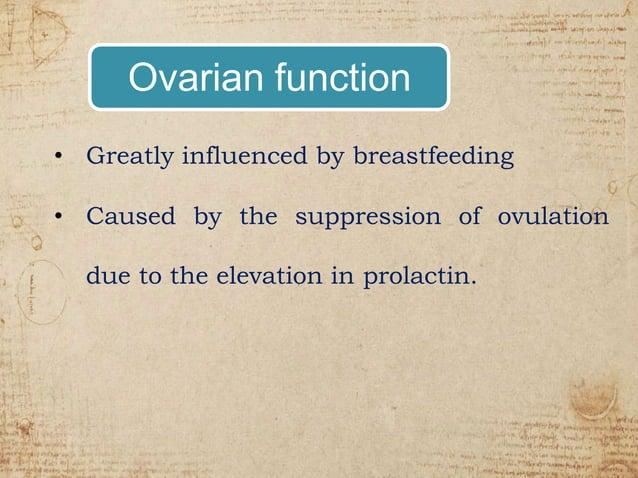 Ovarian function
• Greatly influenced by breastfeeding
• Caused by the suppression of ovulation
due to the elevation in prolactin.